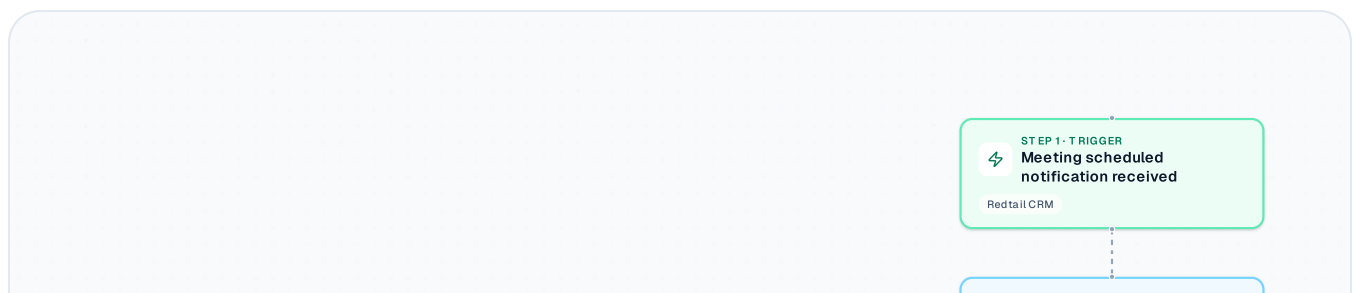 STEP 1 · TRIGGER
Meeting scheduled
notification received
Redtail CRM